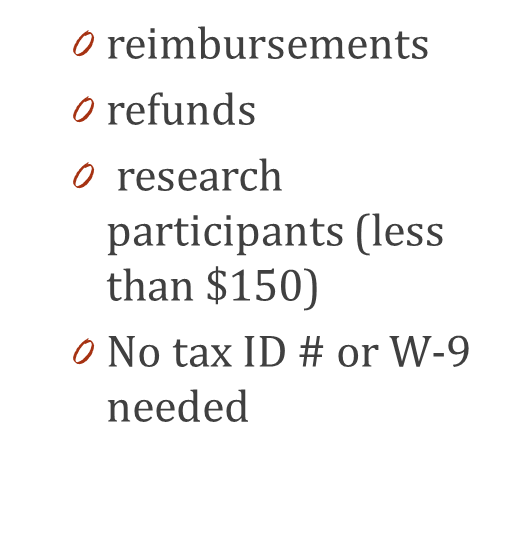 reimbursements
refunds
research
participants (less
than $150)
No tax ID # or W-9
needed